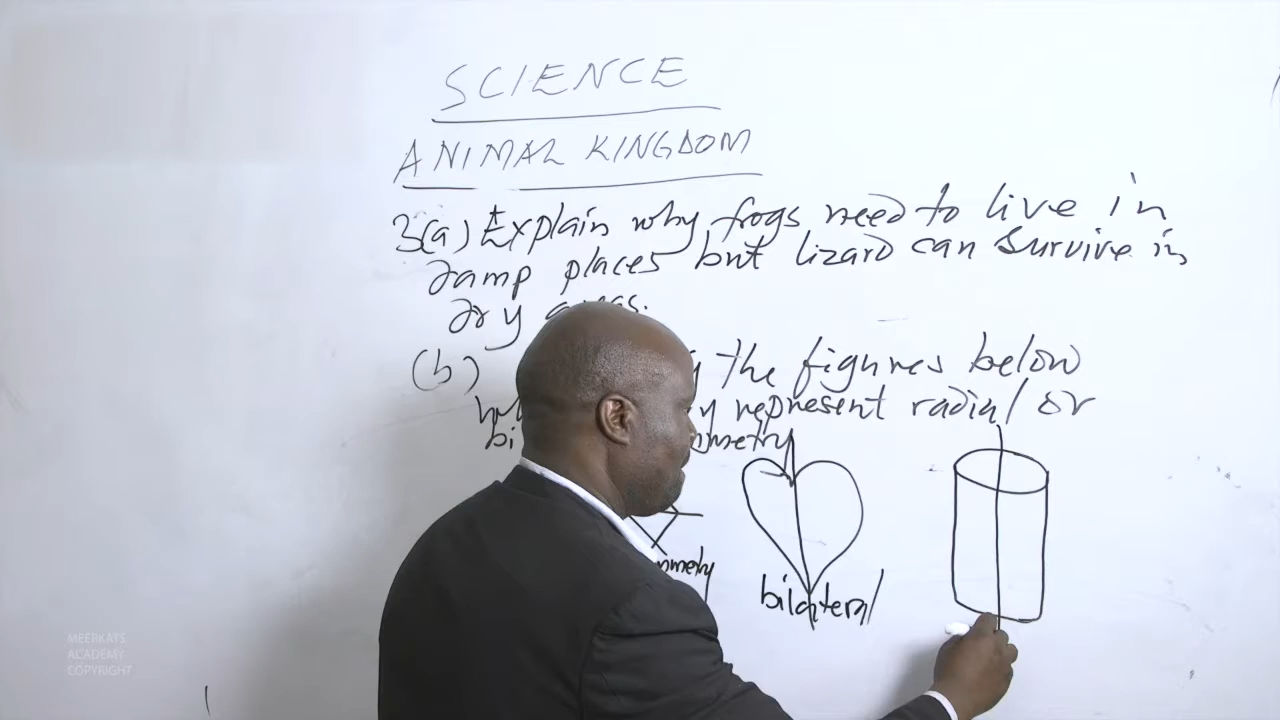 SCIENCE
ANIMAL KINGDOM
3(a) Explain why frogs need to live in
damp places but lizard can survive in
dry areas.
(b) the figures below
represent radial or
bilateral
MEERKATS
ACADEMY
COPYRIGHT